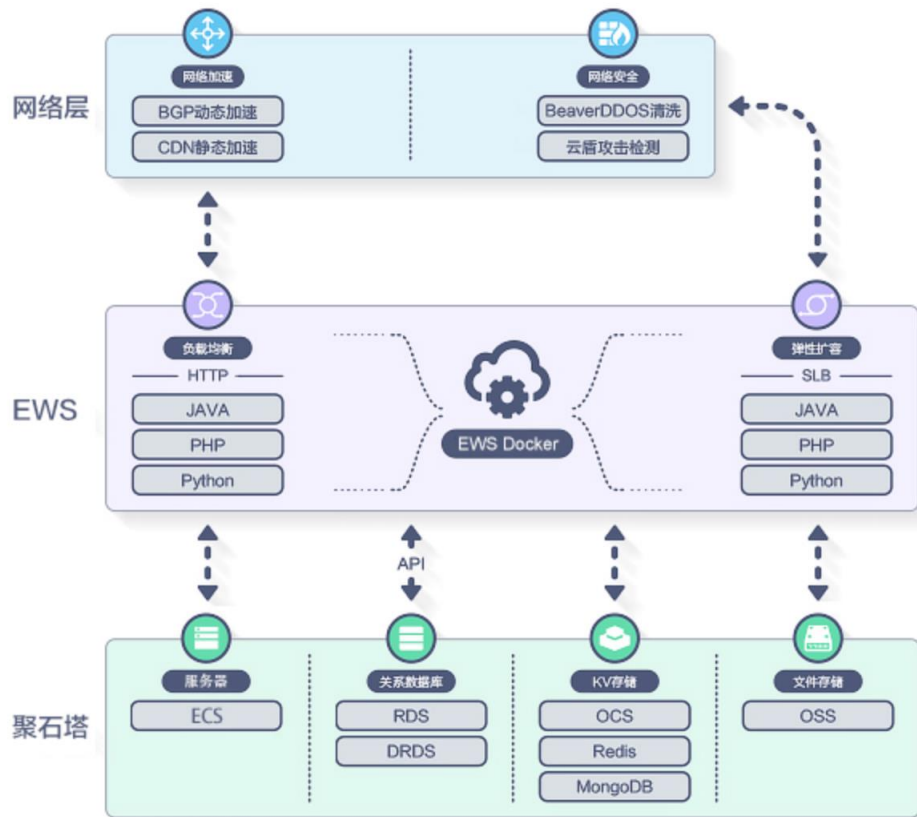 网络层
网络加速
BGP动态加速
CDN静态加速
网络安全
BeaverDDOS清洗
云盾攻击检测
EWS
负载均衡
HTTP
JAVA
PHP
Python
EWS Docker
弹性扩容
SLB
JAVA
PHP
Python
API
聚石塔
服务器
ECS
关系数据库
RDS
DRDS
KV存储
OCS
Redis
MongoDB
文件存储
OSS